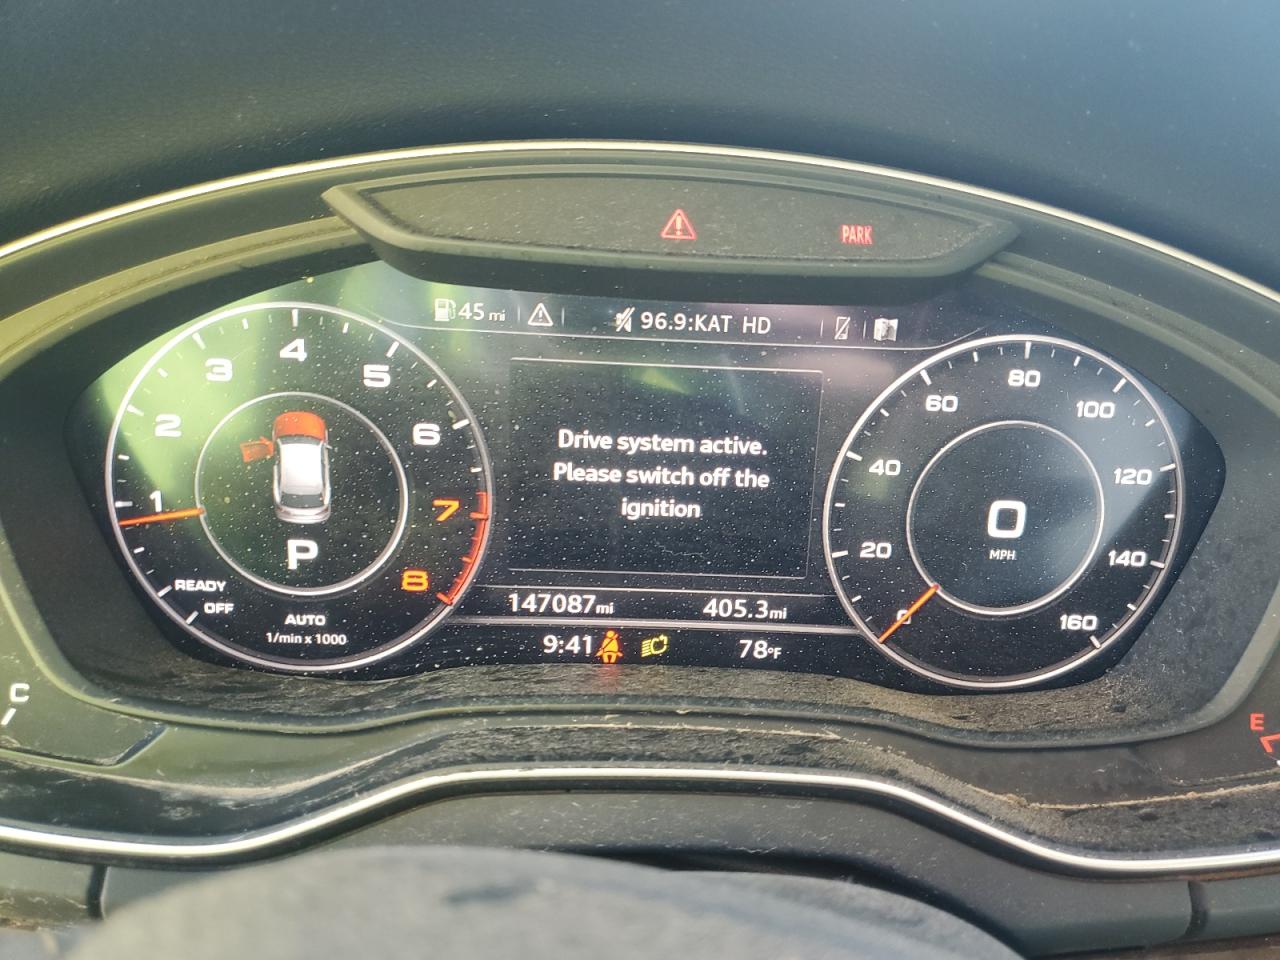 PARK
45 mi
96.9:KAT HD
1
2
3
4
5
6
7
8
READY
OFF
P
AUTO
1/min x 1000
Drive system active.
Please switch off the
ignition
147087mi
405.3mi
9:41
78°F
0
20
40
60
80
100
120
140
160
0
MPH
C
E